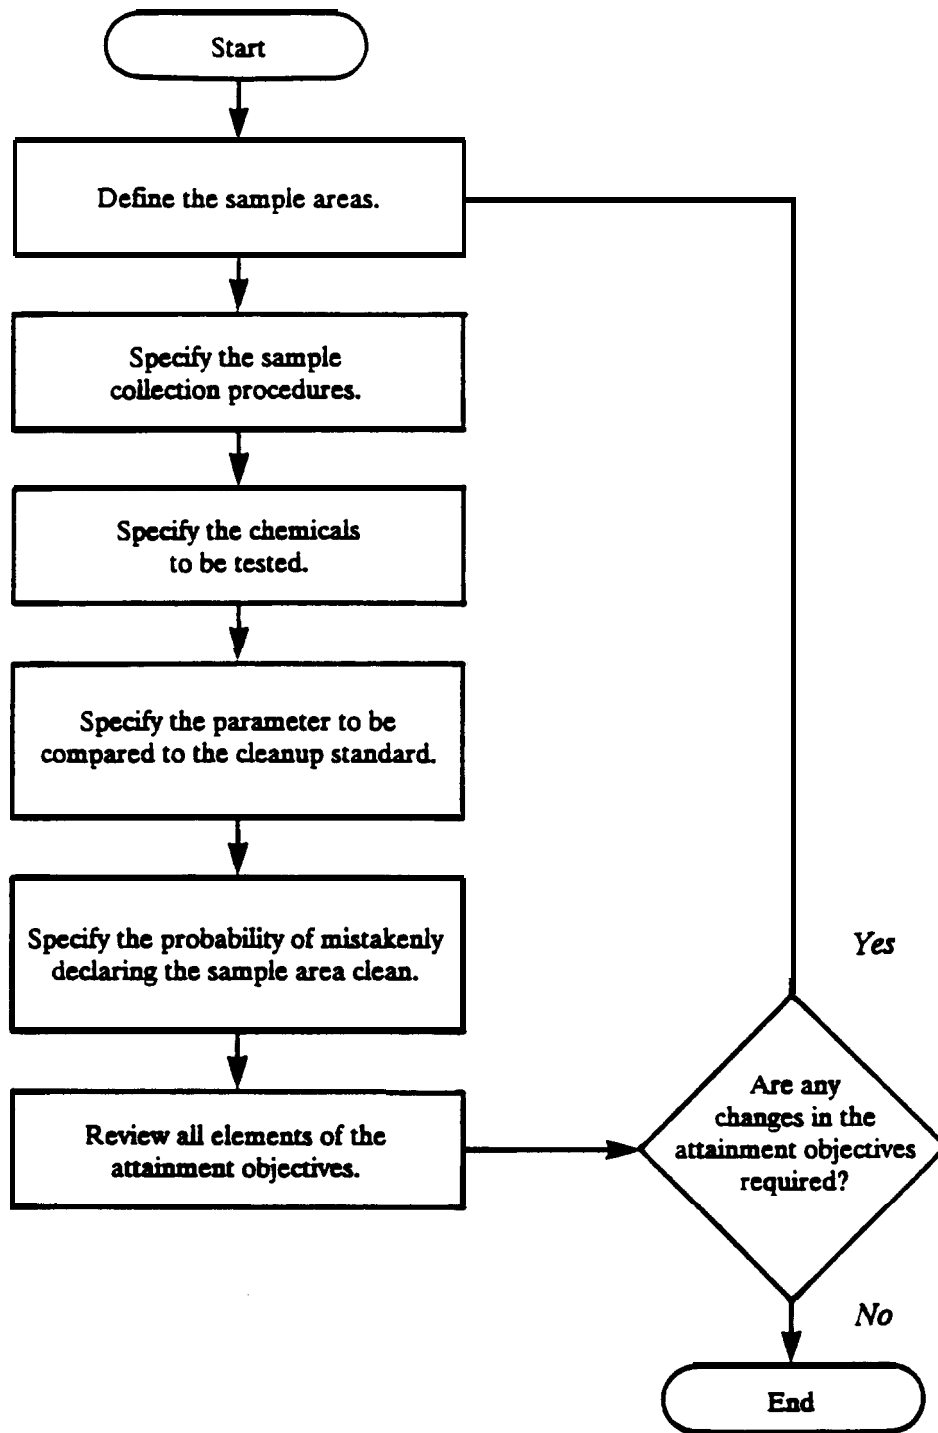 Start
Define the sample areas.
Specify the sample
collection procedures.
Specify the chemicals
to be tested.
Specify the parameter to be
compared to the cleanup standard.
Specify the probability of mistakenly
declaring the sample area clean.
Review all elements of the
attainment objectives.
Yes
Are any
changes in the
attainment objectives
required?
No
End